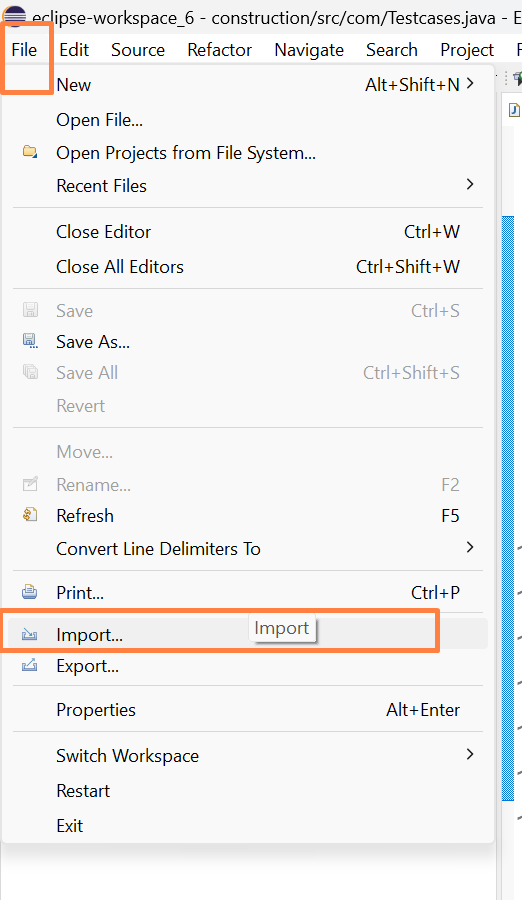 eclipse-workspace_6 - construction/src/com/Testcases.java - E
File Edit Source Refactor Navigate Search Project
New Alt+Shift+N
Open File...
Open Projects from File System...
Recent Files
Close Editor Ctrl+W
Close All Editors Ctrl+Shift+W
Save Ctrl+S
Save As...
Save All Ctrl+Shift+S
Revert
Move...
Rename... F2
Refresh F5
Convert Line Delimiters To
Print... Ctrl+P
Import... Import
Export...
Properties Alt+Enter
Switch Workspace
Restart
Exit